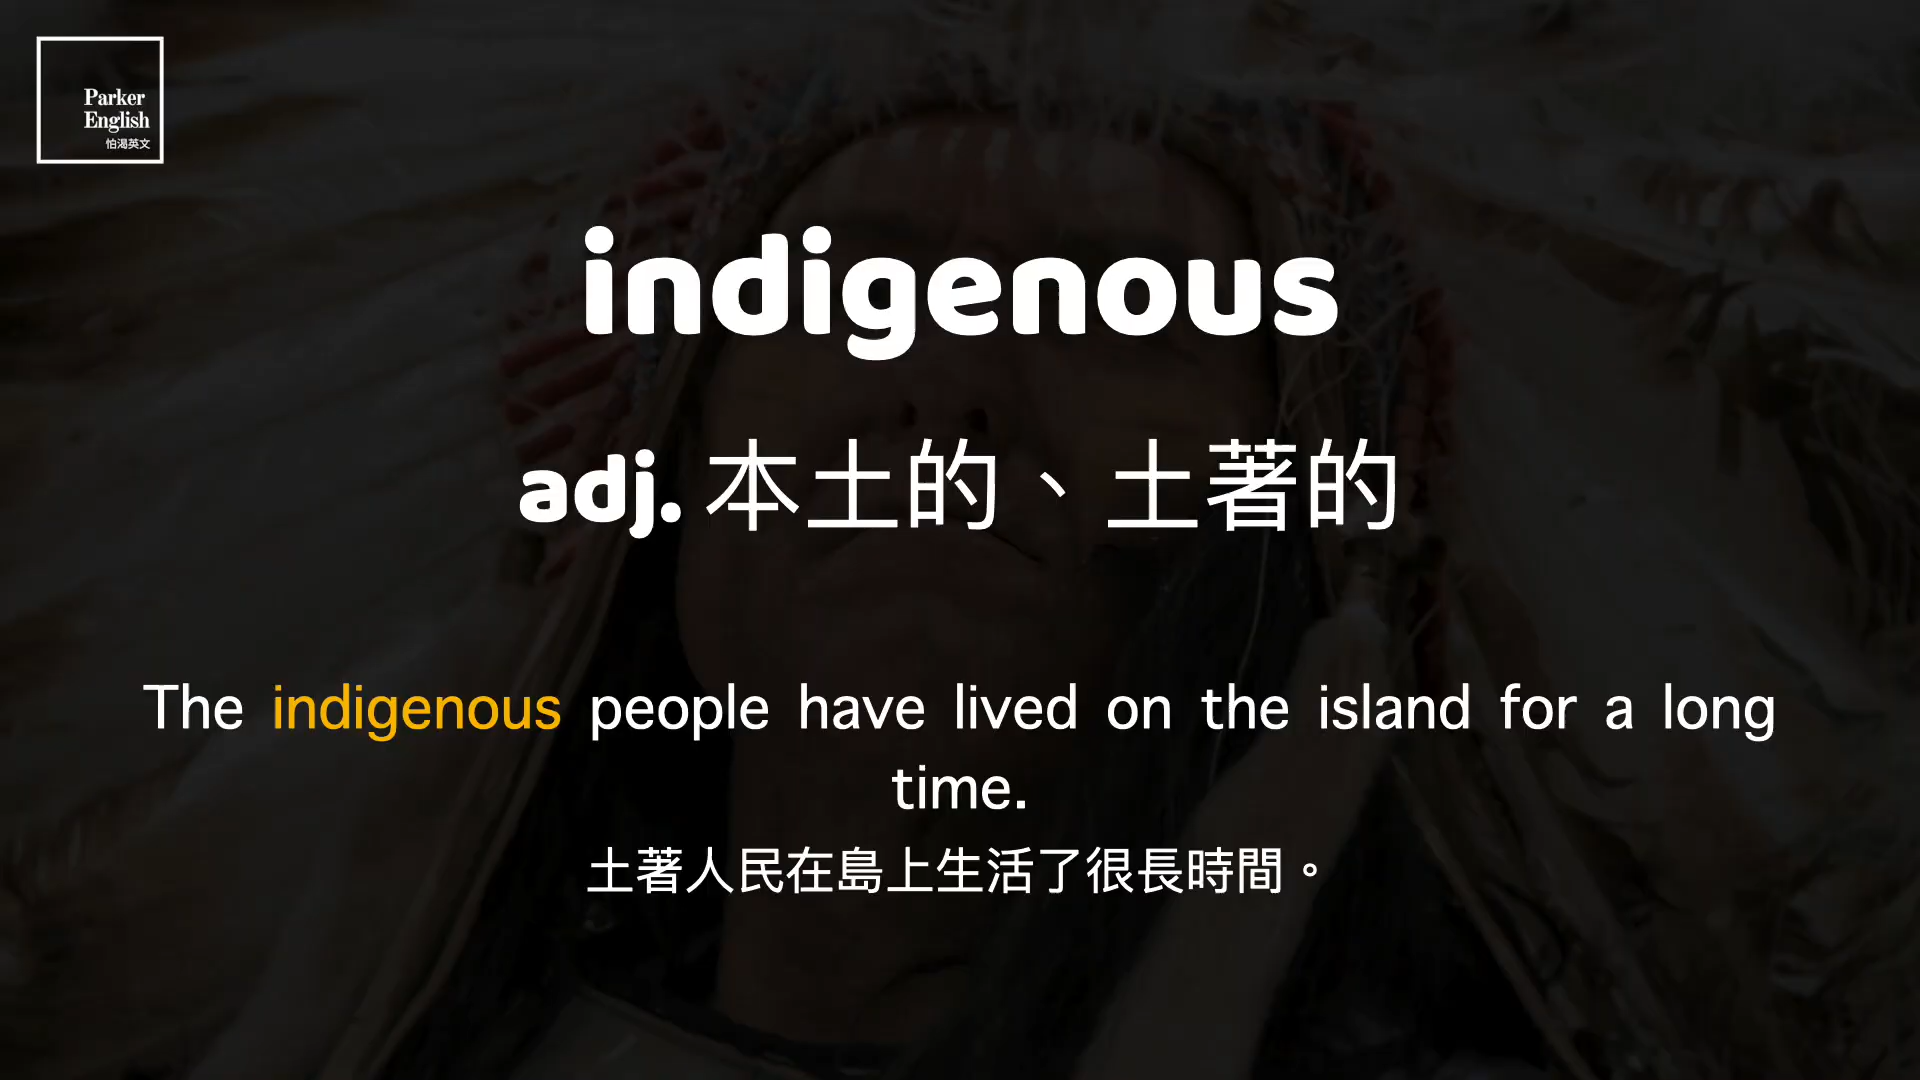 Parker
English
怕渴英文
indigenous
adj. 本土的、土著的
The indigenous people have lived on the island for a long
time.
土著人民在島上生活了很長時間。